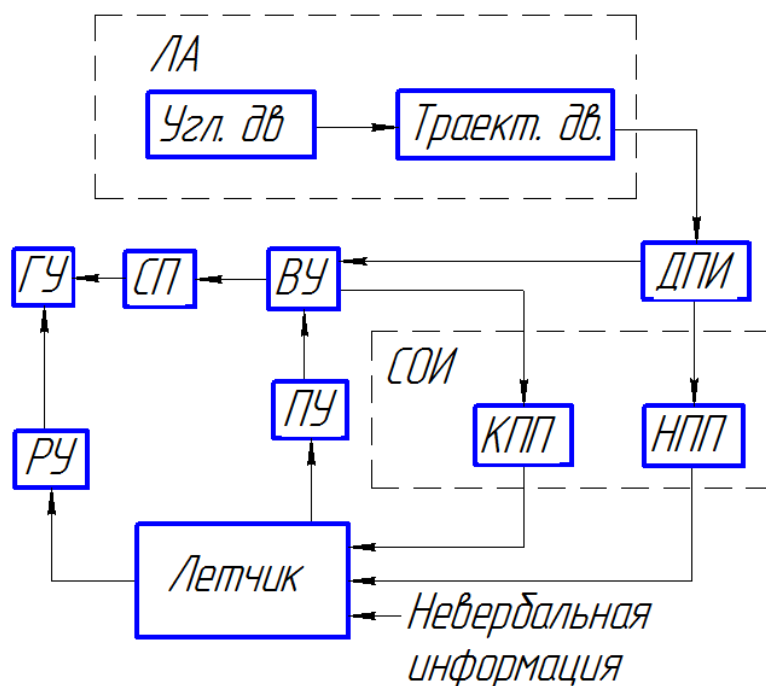 ЛА
Угл. дв
Траект. дв.
ГУ
СП
ВУ
ДПИ
СОИ
ПУ
КПП
НПП
РУ
Летчик
Невербальная
информация